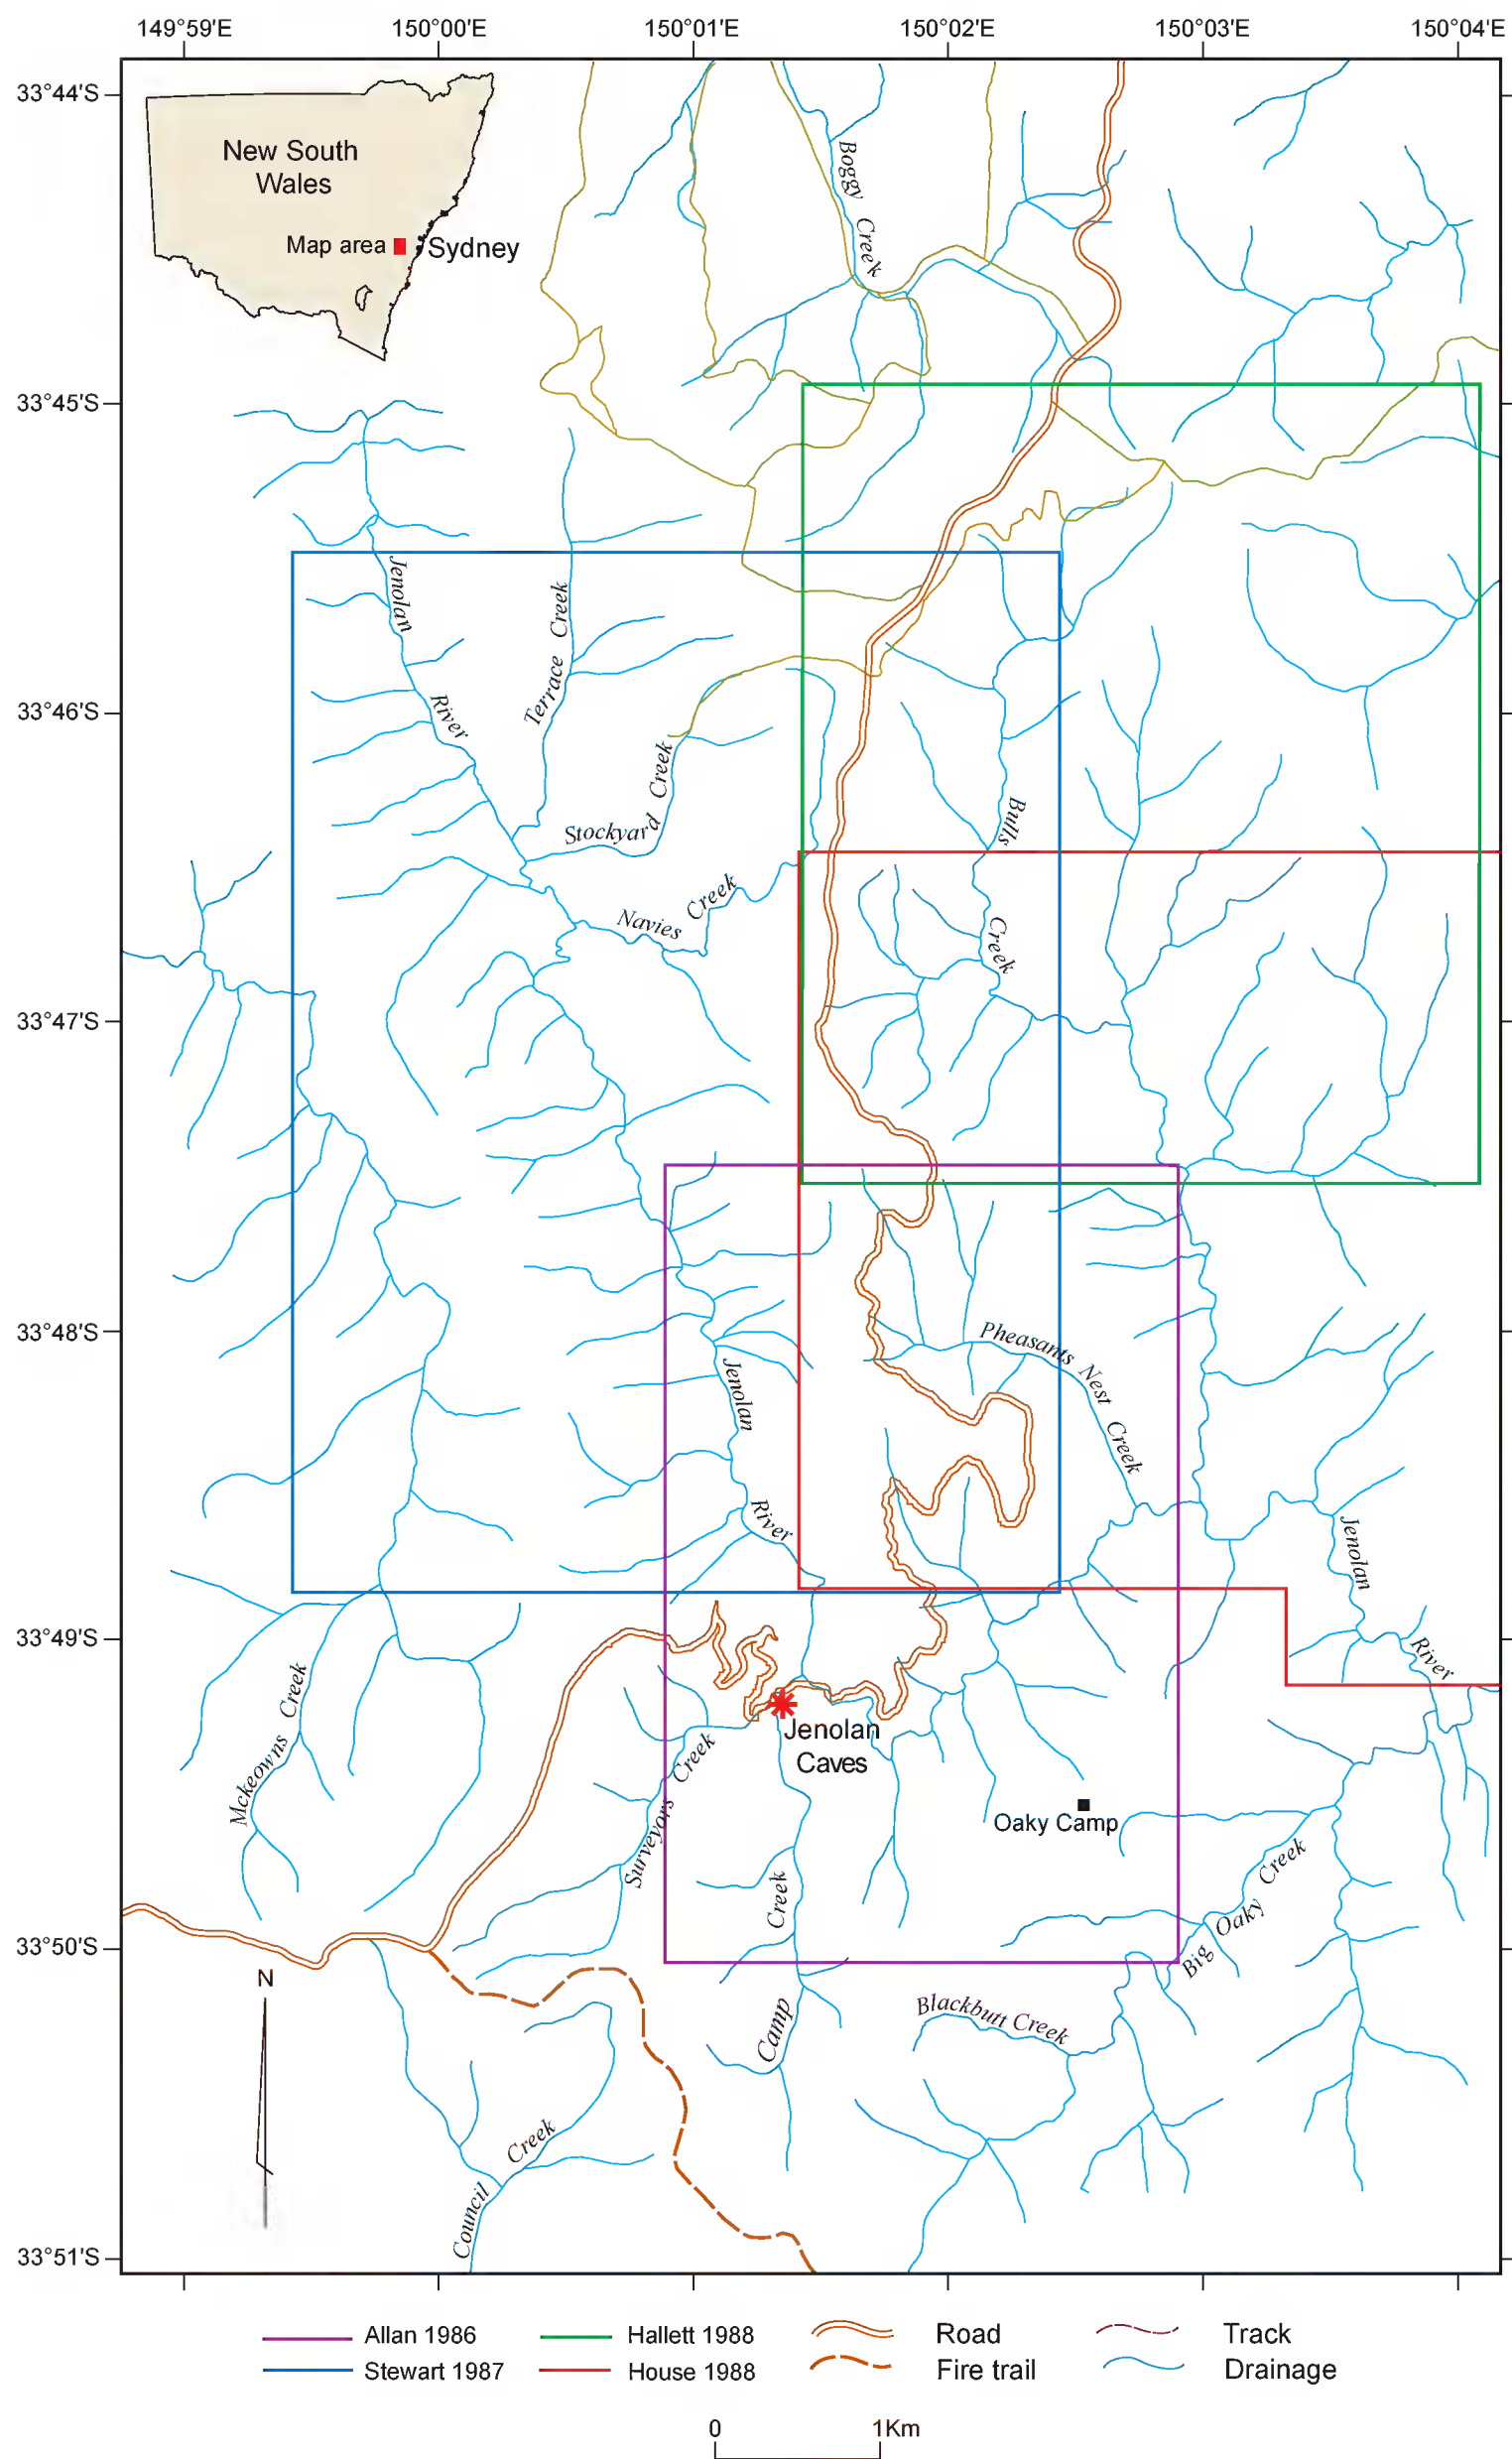 149°59'E 150°00'E 150°01'E 150°02'E 150°03'E 150°04'E
33°44'S
New South
Wales
Map area
Sydney
Boggy Creek
33°45'S
Jenolan River
Terrace Creek
33°46'S
Stockyard Creek
Bulls Creek
Navies Creek
33°47'S
33°48'S
Pheasants Nest Creek
Jenolan River
Jenolan River
33°49'S
Mckeowns Creek
Surveyors Creek
Jenolan
Caves
Oaky Camp
Big Oaky Creek
33°50'S
N
Camp Creek
Blackbutt Creek
Council Creek
33°51'S
Allan 1986
Hallett 1988
Road
Track
Stewart 1987
House 1988
Fire trail
Drainage
0 1Km